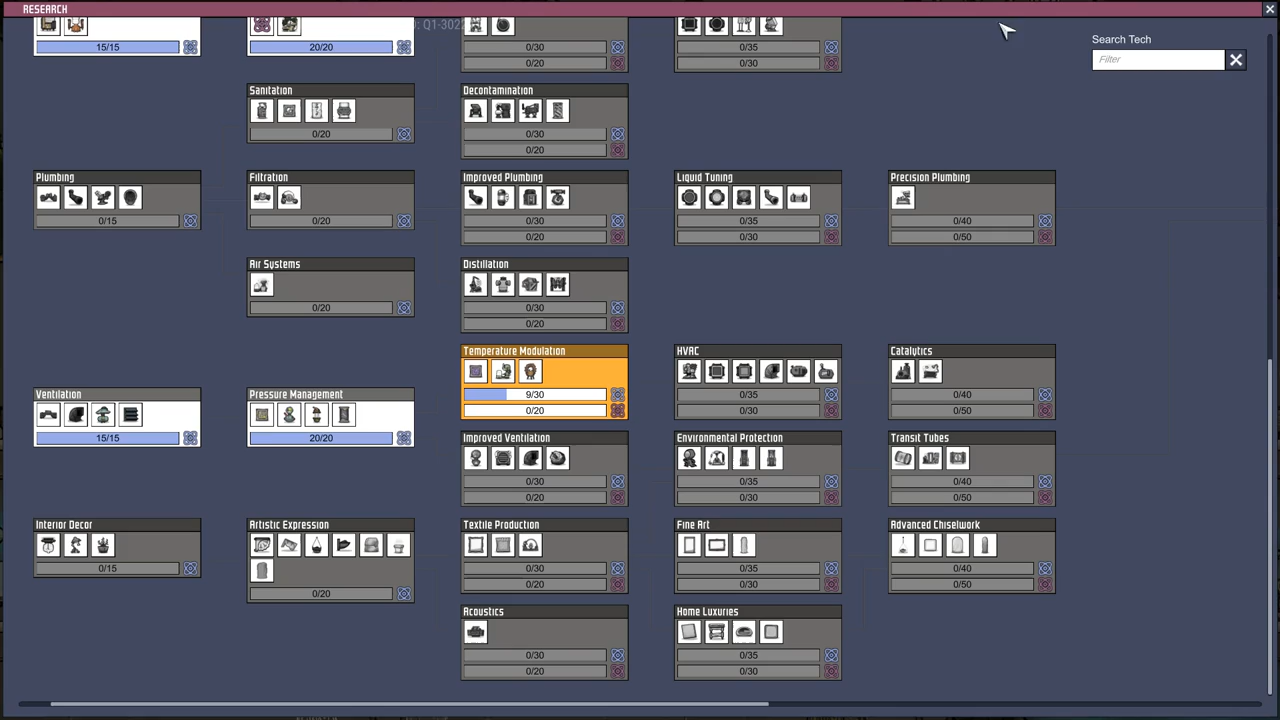 RESEARCH
Search Tech
Filter
: Q1-302
15/15
20/20
0/30
0/20
0/35
0/30
Sanitation
0/20
Decontamination
0/30
0/20
Plumbing
0/15
Filtration
0/20
Improved Plumbing
0/30
0/20
Liquid Tuning
0/35
0/30
Precision Plumbing
0/40
0/50
Air Systems
0/20
Distillation
0/30
0/20
Temperature Modulation
9/30
0/20
HVAC
0/35
0/30
Catalytics
0/40
0/50
Ventilation
15/15
Pressure Management
20/20
Improved Ventilation
0/30
0/20
Environmental Protection
0/35
0/30
Transit Tubes
0/40
0/50
Interior Decor
0/15
Artistic Expression
0/20
Textile Production
0/30
0/20
Fine Art
0/35
0/30
Advanced Chiselwork
0/40
0/50
Acoustics
0/30
0/20
Home Luxuries
0/35
0/30